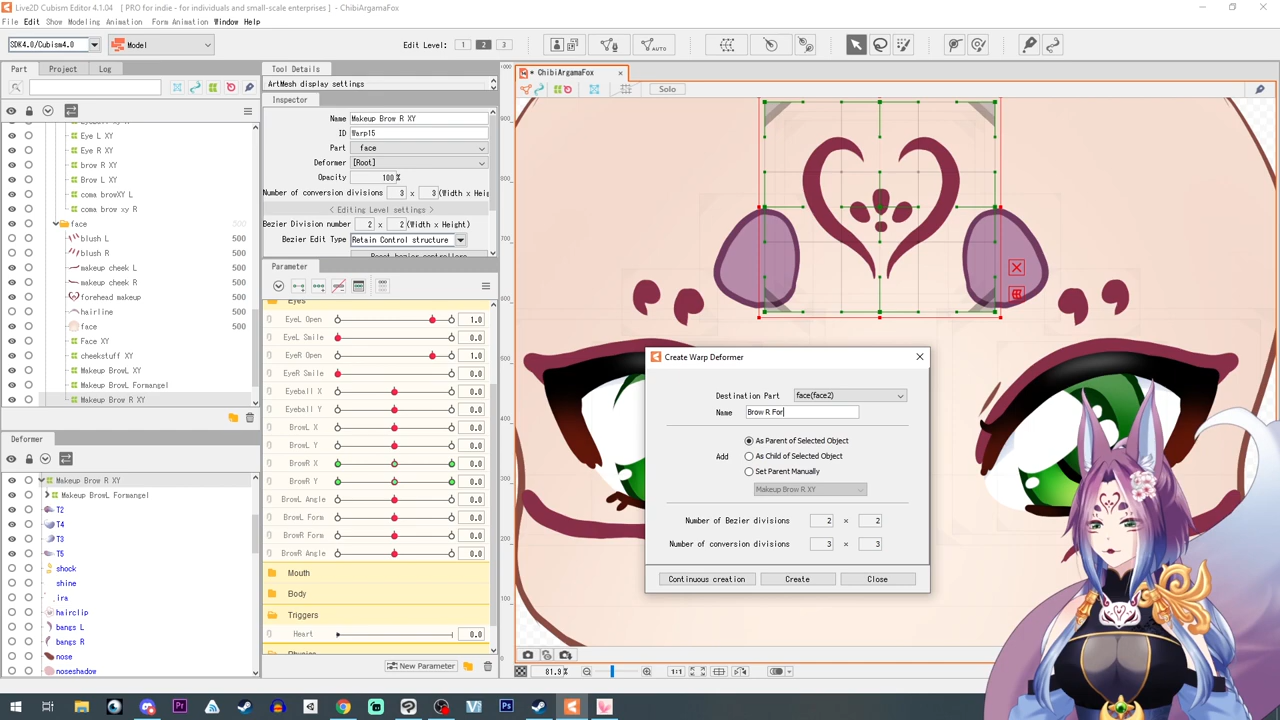 Live2D Cubism Editor 4.1.04 [ PRO for indie - for individuals and small-scale enterprises ] - ChibiArgamaFox
File Edit Show Modeling Animation Form Animation Window Help
SDK4.0/Cubism4.0 Model Edit Level: 1 2 3 AUTO
Part Project Log
Tool Details
ArtMesh display settings
ChibiArgamaFox
Solo
Inspector
Name Makeup Brow R XY
ID Warp15
Part face
Deformer [Root]
Opacity 100 %
Number of conversion divisions 3 x 3 (Width x Heig
< Editing Level settings >
Bezier Division number 2 x 2 (Width x Height)
Bezier Edit Type Retain Control structure
Eye L XY
Eye R XY
brow R XY
Brow L XY
coma browXY L
coma brow xy R
face 500
blush L 500
blush R 500
makeup cheek L 500
makeup cheek R 500
forehead makeup 500
hairline 500
face 500
Face XY
cheekstuff XY
Makeup BrowL XY
Makeup BrowL Formangel
Makeup Brow R XY
Deformer
Makeup Brow R XY
Makeup BrowL Formangel
T2
T4
T3
T5
shock
shine
ira
hairclip
bangs L
bangs R
nose
noseshadow
Parameter
Eyes
EyeL Open 1.0
EyeL Smile 0.0
EyeR Open 1.0
EyeR Smile 0.0
Eyeball X 0.0
Eyeball Y 0.0
BrowL X 0.0
BrowL Y 0.0
BrowR X 0.0
BrowR Y 0.0
BrowL Angle 0.0
BrowL Form 0.0
BrowR Form 0.0
BrowR Angle 0.0
Mouth
Body
Triggers
Heart 0.0
New Parameter
Create Warp Deformer
Destination Part face(face2)
Name Brow R For
Add As Parent of Selected Object
As Child of Selected Object
Set Parent Manually
Makeup Brow R XY
Number of Bezier divisions 2 x 2
Number of conversion divisions 3 x 3
Continuous creation Create Close
81.9% 1:1